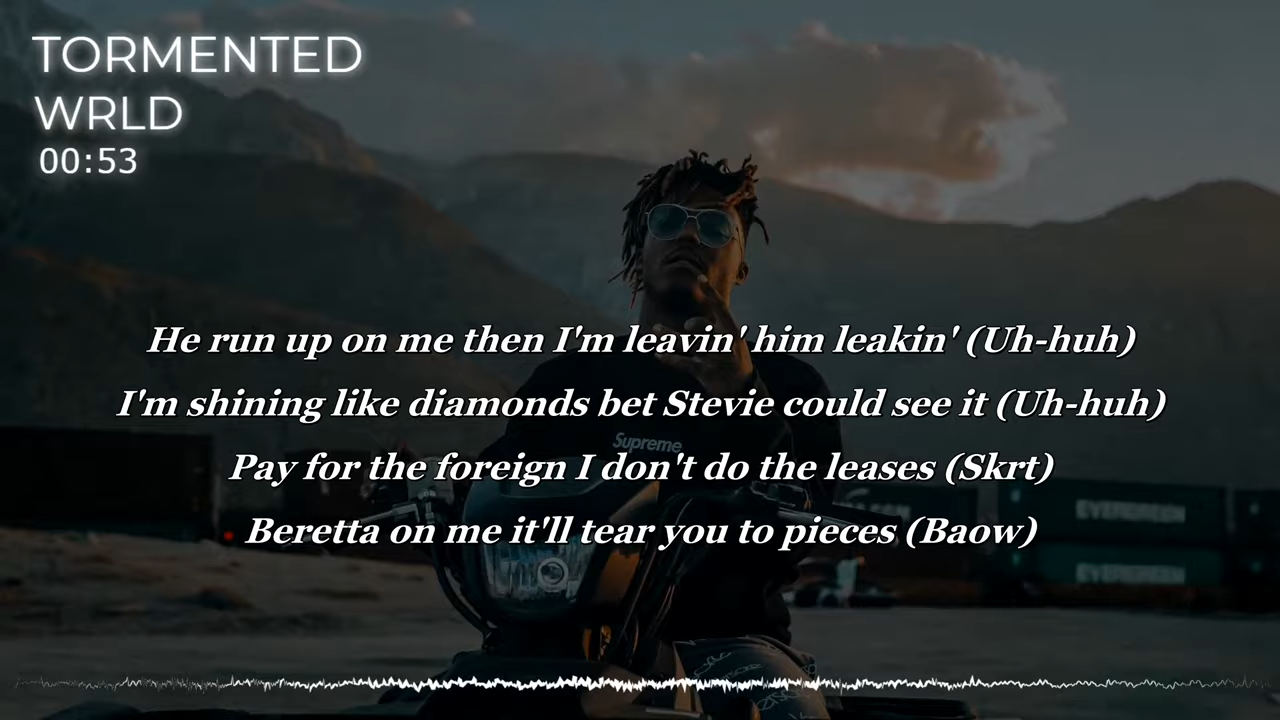 TORMENTED
WRLD
00:53
He run up on me then I'm leavin' him leakin' (Uh-huh)
I'm shining like diamonds bet Stevie could see it (Uh-huh)
Supreme
Pay for the foreign I don't do the leases (Skrt)
EVERGREEN
Beretta on me it'll tear you to pieces (Baow)
EVERGREEN